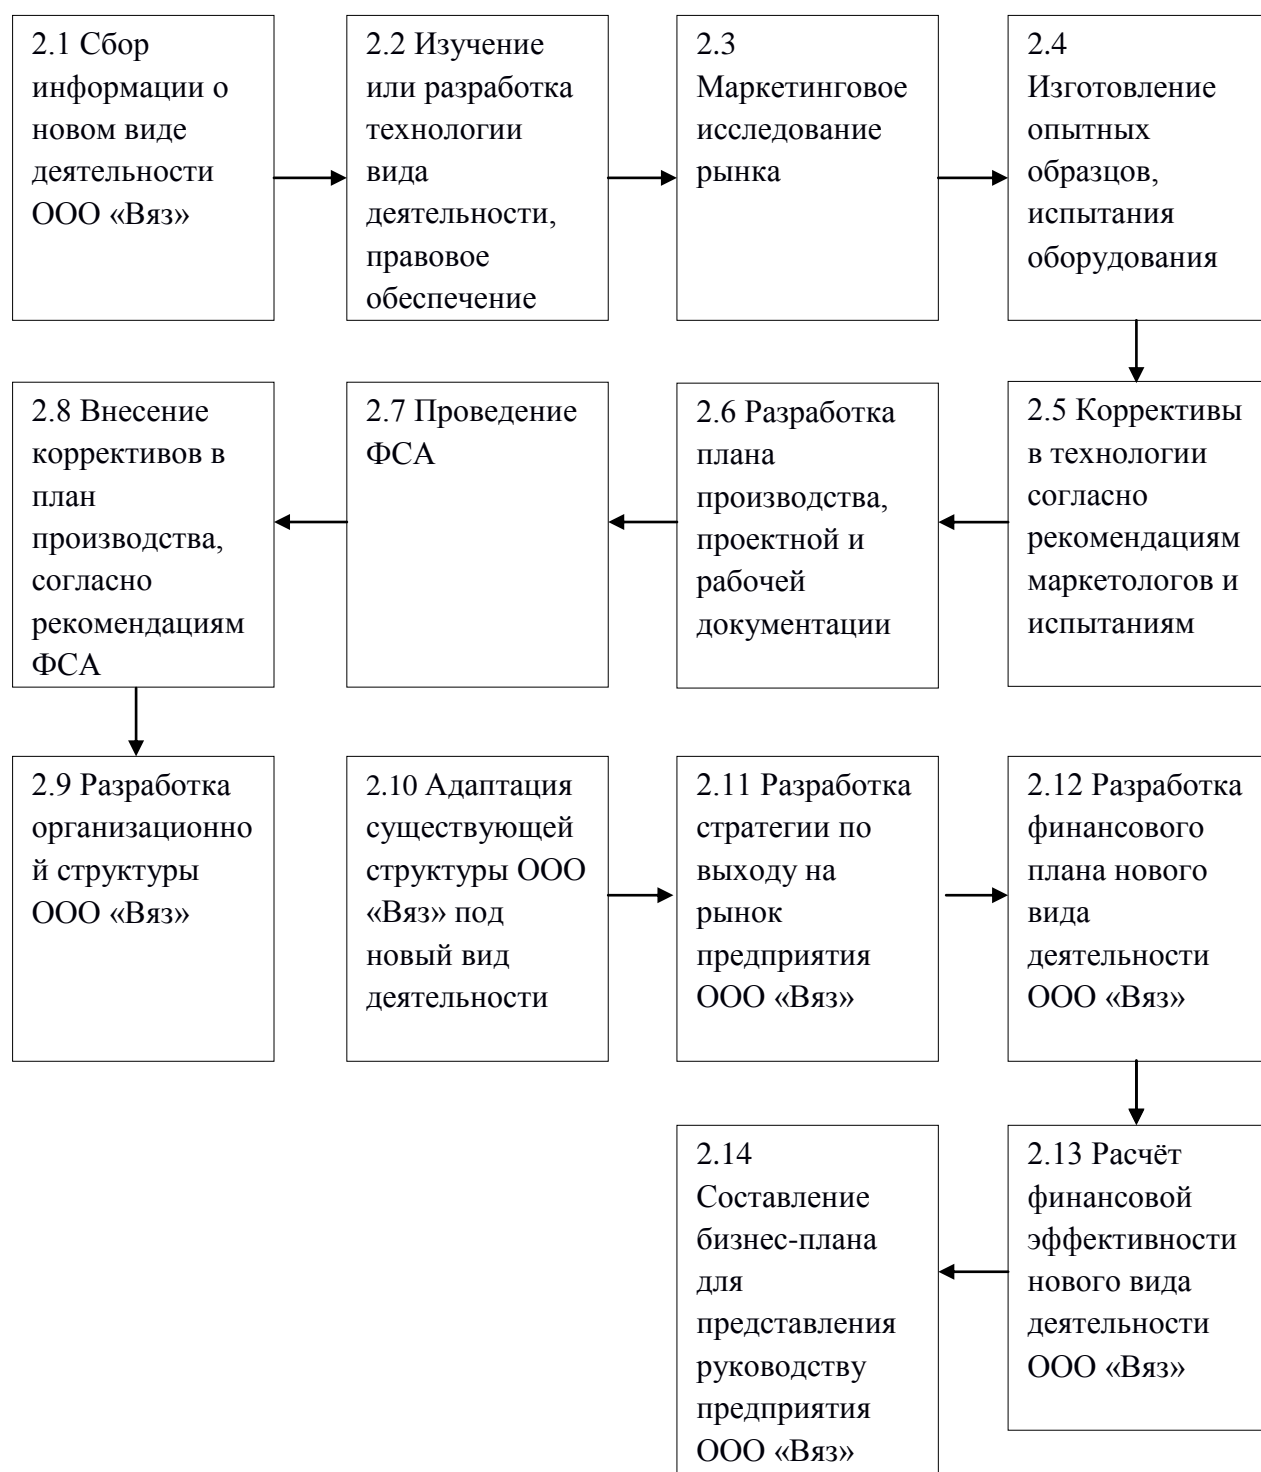 2.1 Сбор
информации о
новом виде
деятельности
ООО «Вяз»
2.2 Изучение
или разработка
технологии
вида
деятельности,
правовое
обеспечение
2.3
Маркетинговое
исследование
рынка
2.4
Изготовление
опытных
образцов,
испытания
оборудования
2.5 Коррективы
в технологии
согласно
рекомендациям
маркетологов и
испытаниям
2.6 Разработка
плана
производства,
проектной и
рабочей
документации
2.7 Проведение
ФСА
2.8 Внесение
коррективов в
план
производства,
согласно
рекомендациям
ФСА
2.9 Разработка
организационно
й структуры
ООО «Вяз»
2.10 Адаптация
существующей
структуры ООО
«Вяз» под
новый вид
деятельности
2.11 Разработка
стратегии по
выходу на
рынок
предприятия
ООО «Вяз»
2.12 Разработка
финансового
плана нового
вида
деятельности
ООО «Вяз»
2.13 Расчёт
финансовой
эффективности
нового вида
деятельности
ООО «Вяз»
2.14
Составление
бизнес-плана
для
представления
руководству
предприятия
ООО «Вяз»